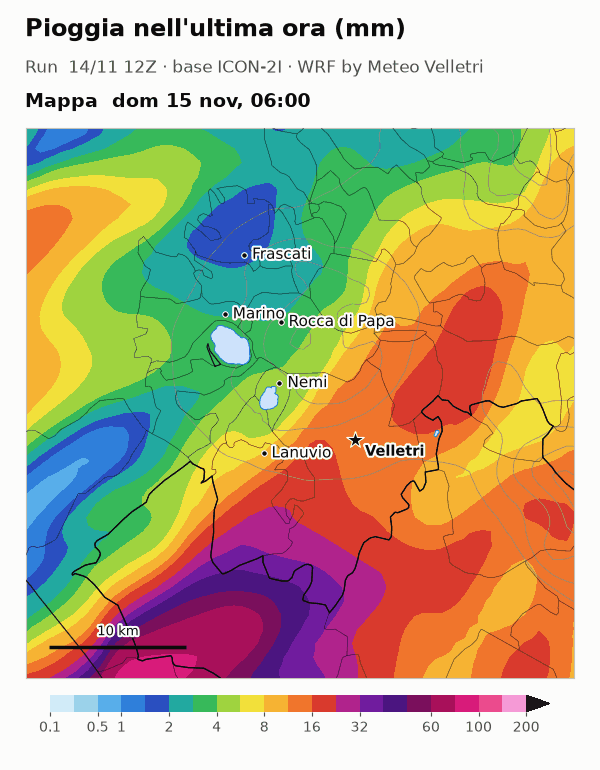 Pioggia nell'ultima ora (mm)
Run  14/11 12Z · base ICON-2I · WRF by Meteo Velletri
Mappa  dom 15 nov, 06:00
Frascati
Marino
Rocca di Papa
Nemi
Velletri
Lanuvio
10 km
0.1 0.5 1 2 4 8 16 32 60 100 200